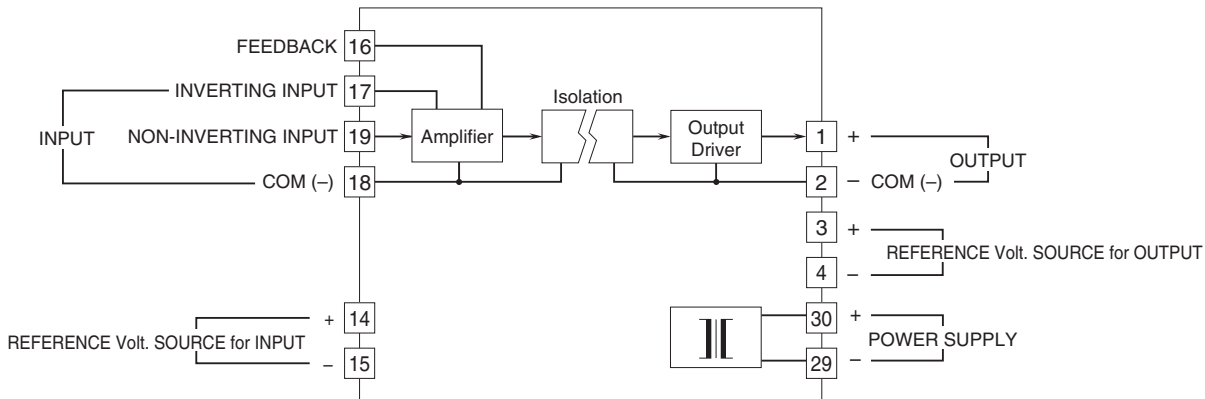 FEEDBACK 16
INVERTING INPUT 17
Isolation
INPUT
NON-INVERTING INPUT 19
Amplifier
Output
Driver
1 +
OUTPUT
COM (–) 18
2 – COM (–)
3 +
REFERENCE Volt. SOURCE for OUTPUT
4 –
+ 14
REFERENCE Volt. SOURCE for INPUT
– 15
30 +
POWER SUPPLY
29 –